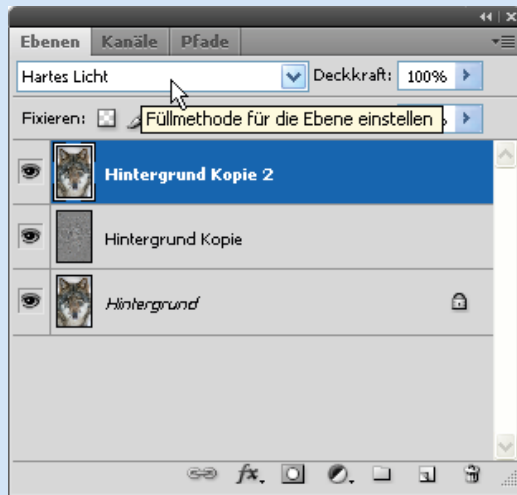 Ebenen Kanäle Pfade
Hartes Licht Deckkraft: 100%
Fixieren: Füllmethode für die Ebene einstellen
Hintergrund Kopie 2
Hintergrund Kopie
Hintergrund
fx.